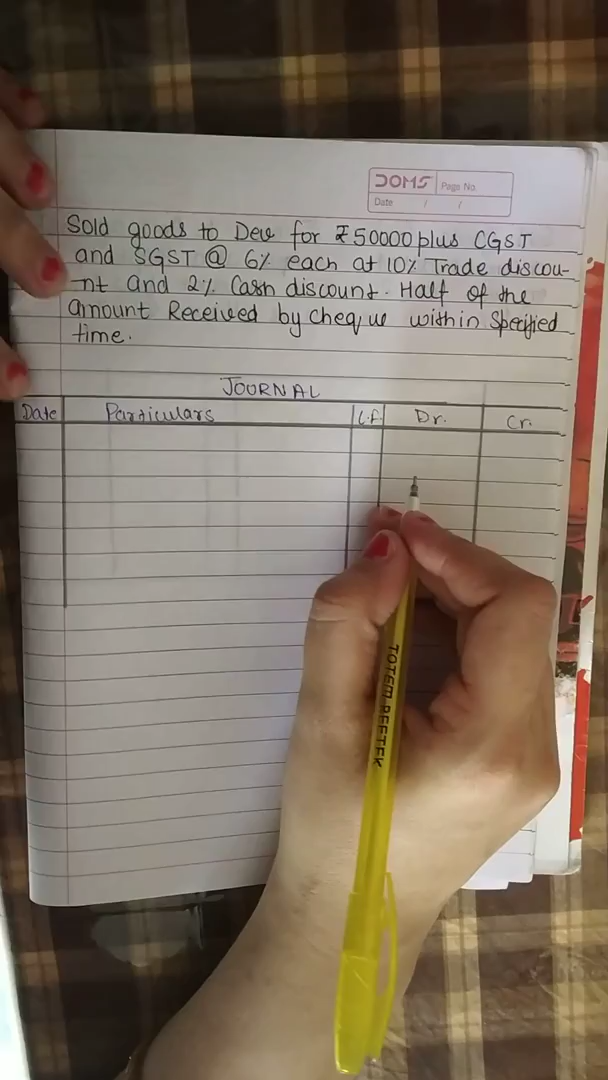 DOMS Page No.
Date / /
Sold goods to Dev for ₹50000 plus CGST
and SGST @ 6% each at 10% Trade discou-
nt and 2% Cash discount. Half of the
amount Received by cheque within Specified
time.
JOURNAL
Date Particulars L.F. Dr. Cr.
TOTEM REETEK